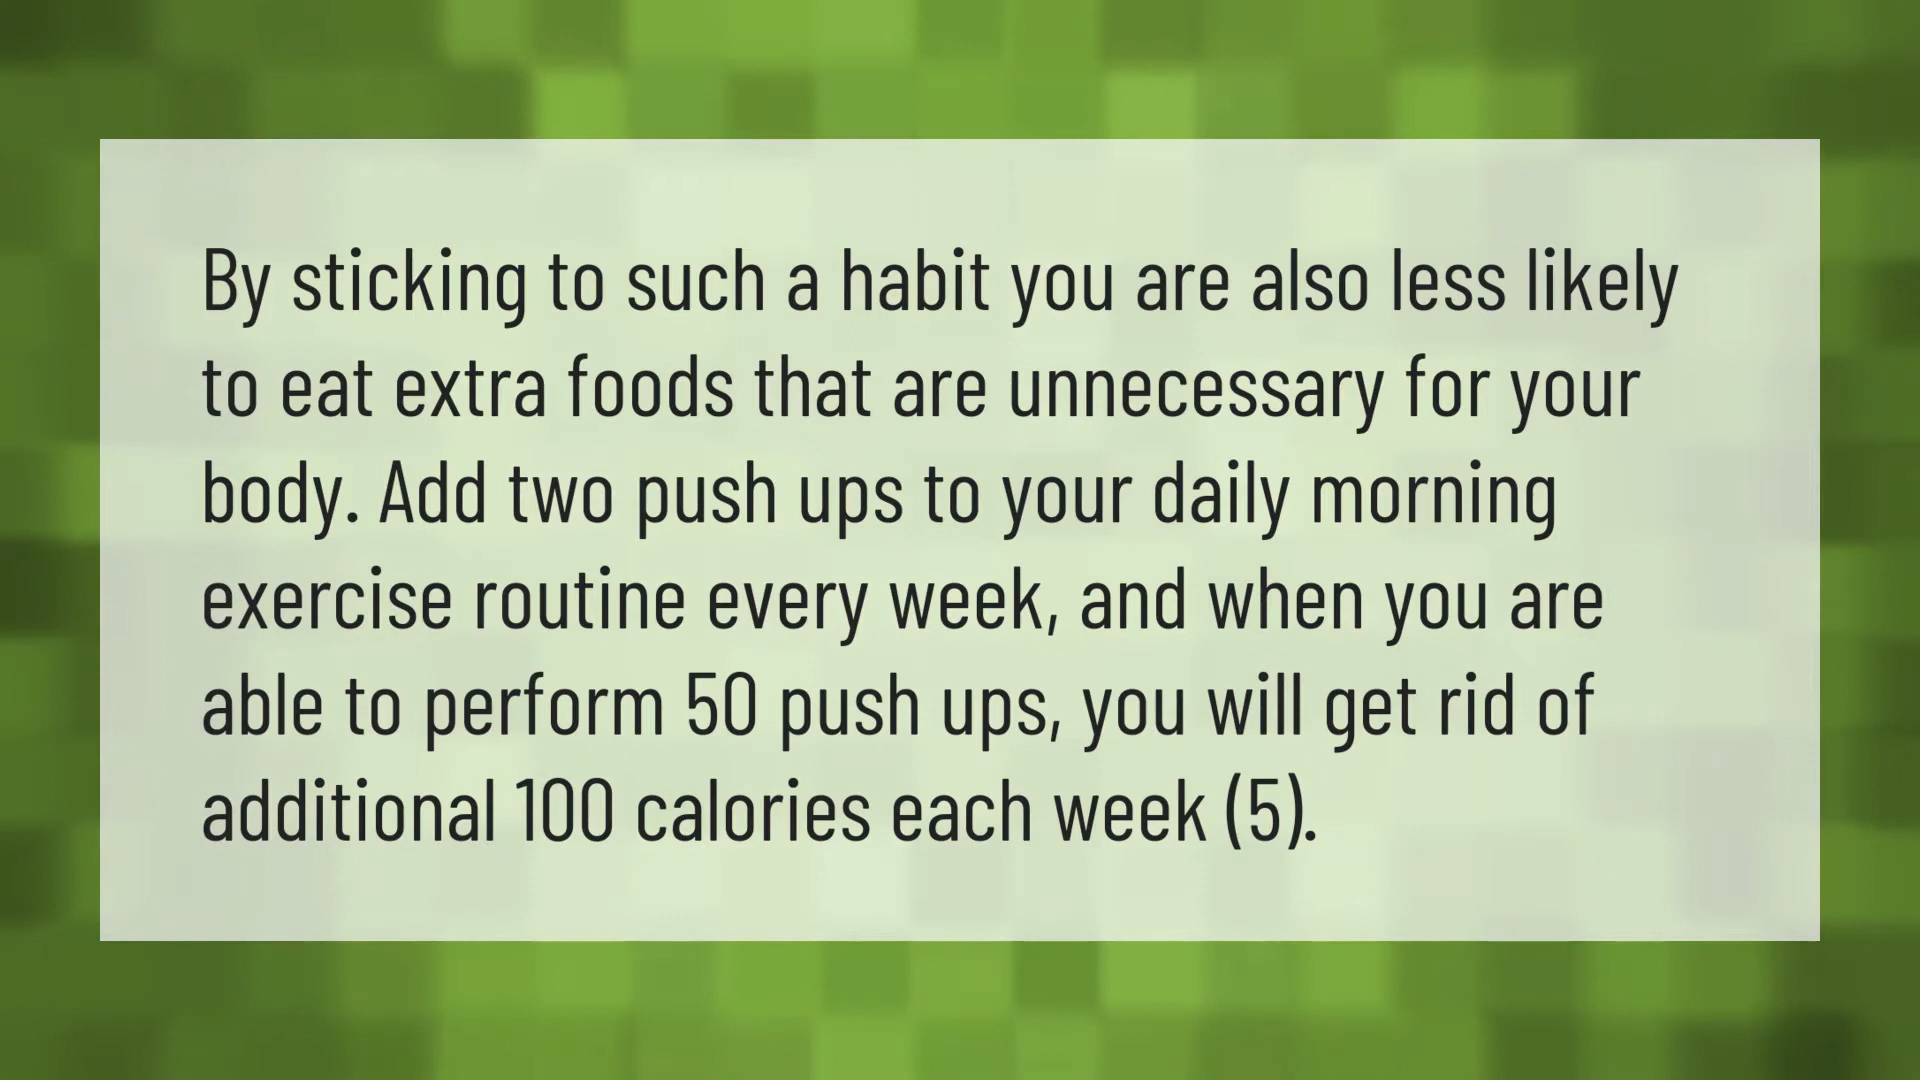 By sticking to such a habit you are also less likely
to eat extra foods that are unnecessary for your
body. Add two push ups to your daily morning
exercise routine every week, and when you are
able to perform 50 push ups, you will get rid of
additional 100 calories each week (5).